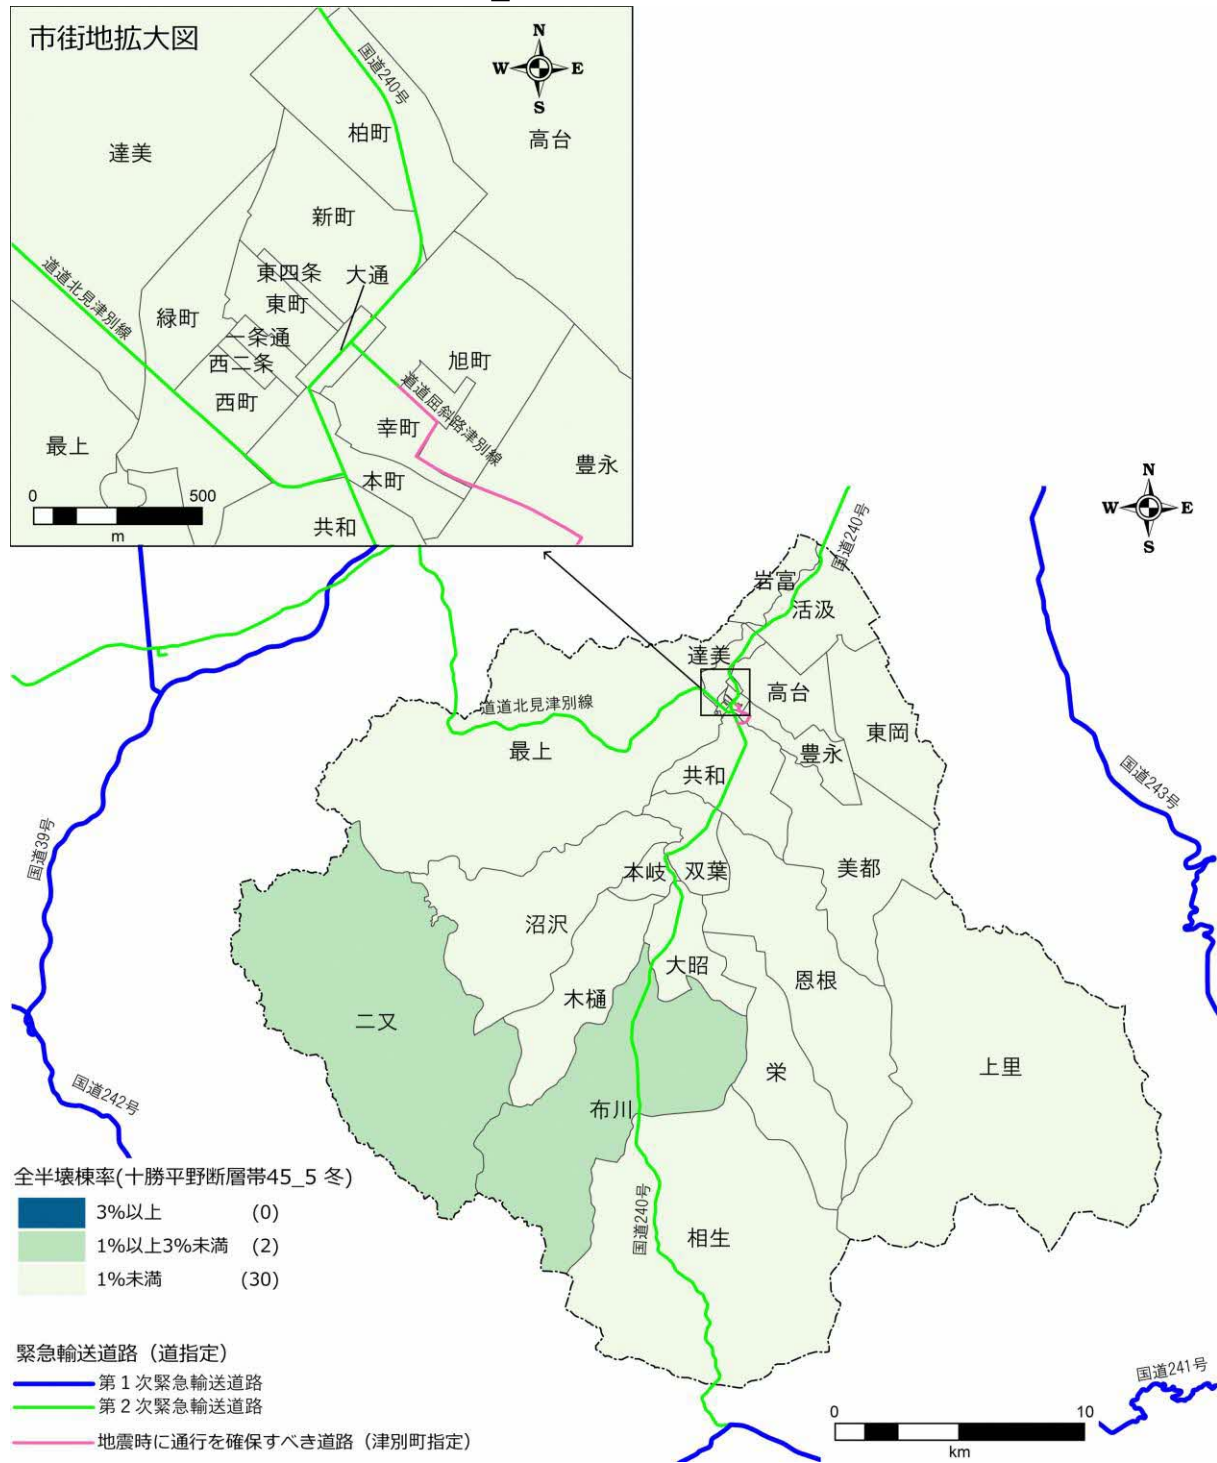 市街地拡大図
N
W E
S
国道240号
柏町
高台
達美
新町
道道北見津別線
東四条
大通
東町
緑町
一条通
西二条
旭町
道道屈斜路津別線
西町
幸町
最上
豊永
本町
0 500
m
共和
N
W E
S
国道240号
岩富
活汲
達美
高台
道道北見津別線
東岡
最上
豊永
共和
国道243号
国道39号
本岐
双葉
美都
沼沢
大昭
恩根
木樋
二又
栄
上里
国道242号
布川
全半壊棟率(十勝平野断層帯45_5 冬)
3%以上 (0)
1%以上3%未満 (2)
1%未満 (30)
国道240号
相生
緊急輸送道路（道指定）
第１次緊急輸送道路
第２次緊急輸送道路
地震時に通行を確保すべき道路（津別町指定）
国道241号
0 10
km